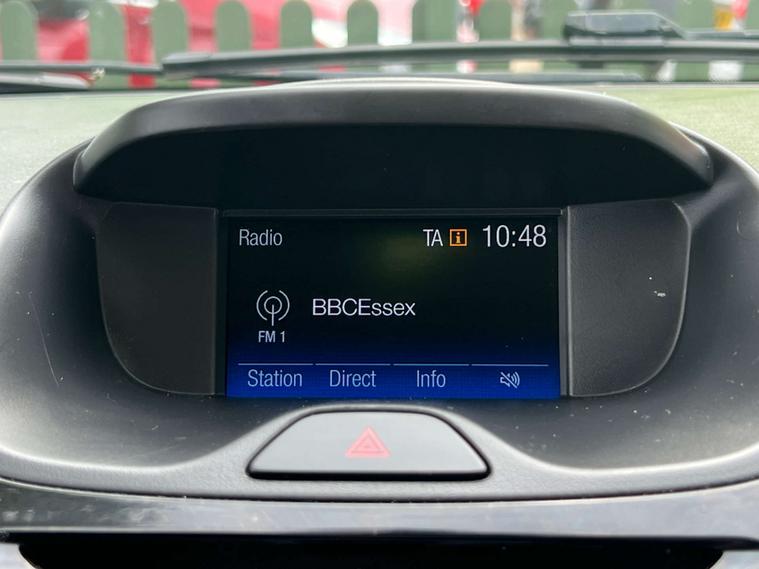 Radio TA i 10:48
BBCEssex
FM 1
Station Direct Info